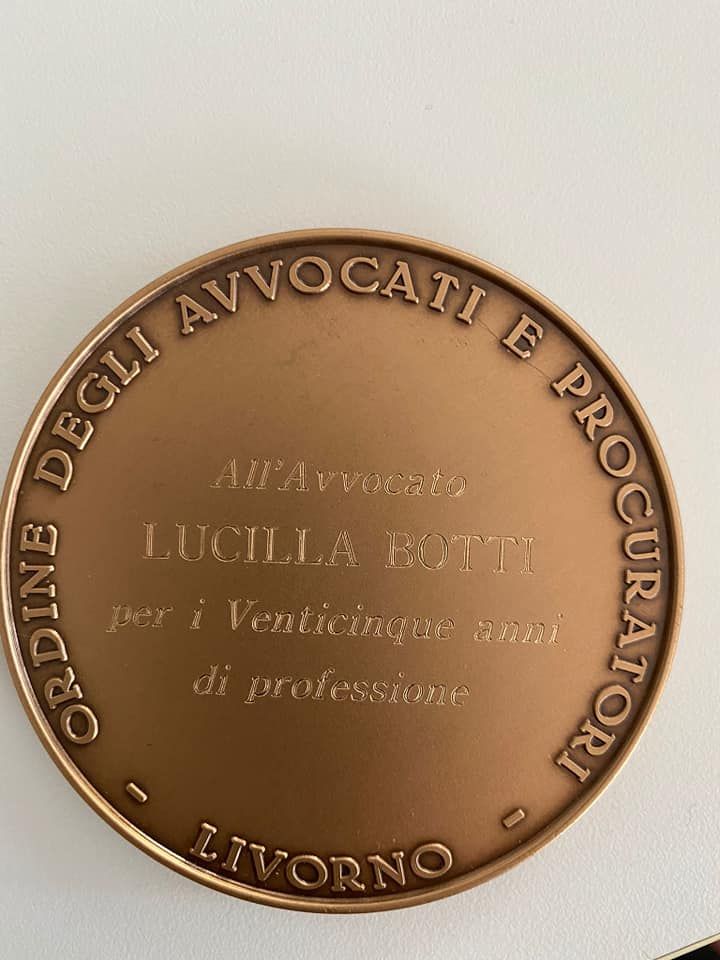 ORDINE DEGLI AVVOCATI E PROCURATORI
All'Avvocato
LUCILLA BOTTI
per i Venticinque anni
di professione
- LIVORNO -